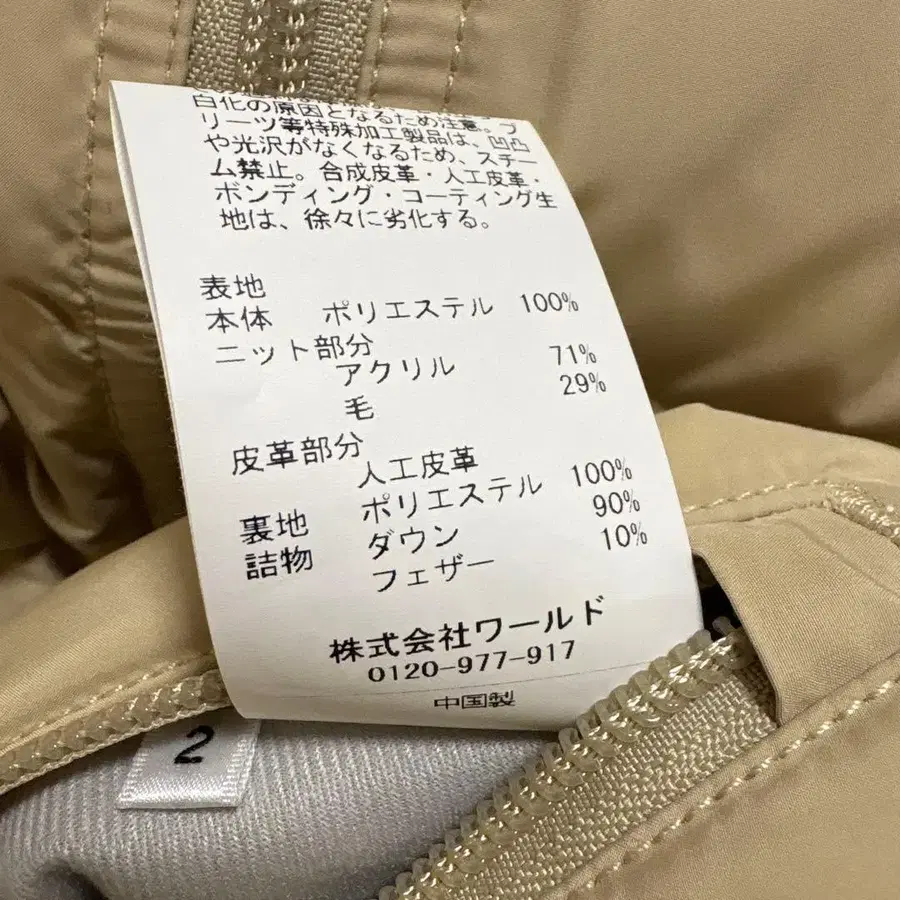 白化の原因となるため注意。プ
リーツ等特殊加工製品は、凹凸
や光沢がなくなるため、スチー
ム禁止。合成皮革・人工皮革・
ボンディング・コーティング生
地は、徐々に劣化する。
表地
本体 ポリエステル 100%
ニット部分
アクリル 71%
毛 29%
皮革部分
人工皮革
裏地 ポリエステル 100%
詰物 ダウン 90%
フェザー 10%
株式会社ワールド
0120-977-917
中国製
2